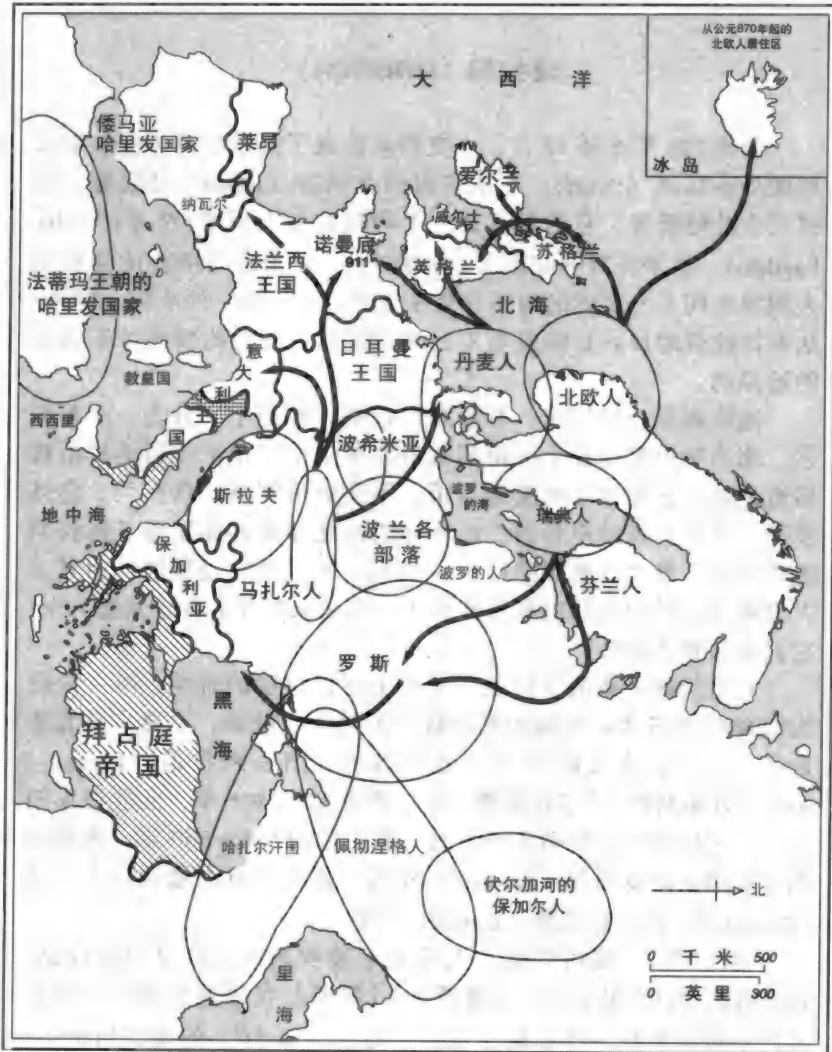 从公元870年起的
北欧人居住区
大西洋
冰岛
倭马亚
哈里发国家
莱昂
纳瓦尔
爱尔兰
威尔士
苏格兰
诺曼底
911
英格兰
法兰西
王国
北海
法蒂玛王朝的
哈里发国家
意大利王国
日耳曼
王国
丹麦人
北欧人
教皇国
西西里
波希米亚
斯拉夫
波罗
的海
瑞典人
地中海
波兰各
部落
保加利亚
马扎尔人
波罗的人
芬兰人
罗斯
黑海
拜占庭
帝国
哈扎尔汗国
佩彻涅格人
伏尔加河的
保加尔人
北
里海
0 千米 500
0 英里 300